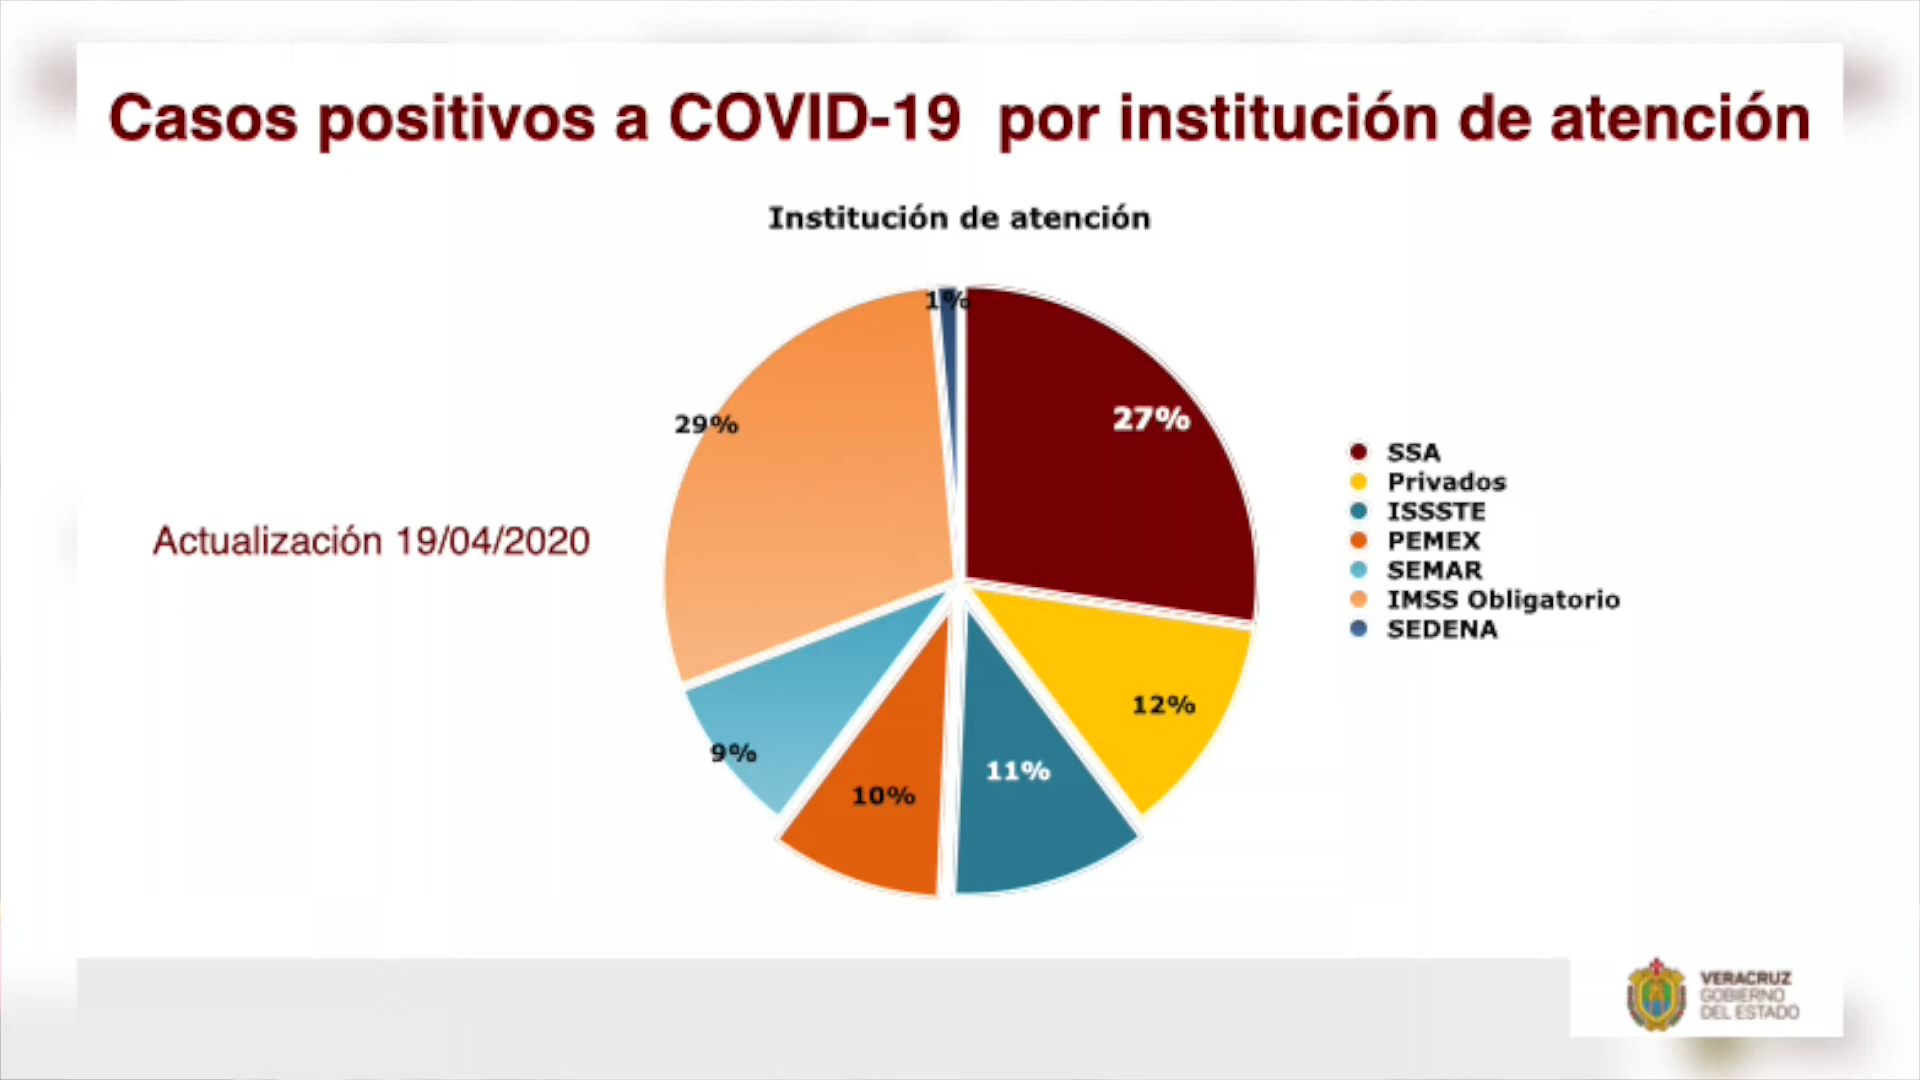 Casos positivos a COVID-19 por institución de atención
Institución de atención
1%
27%
29%
SSA
Privados
ISSSTE
PEMEX
SEMAR
IMSS Obligatorio
SEDENA
Actualización 19/04/2020
12%
9%
11%
10%
VERACRUZ
GOBIERNO
DEL ESTADO